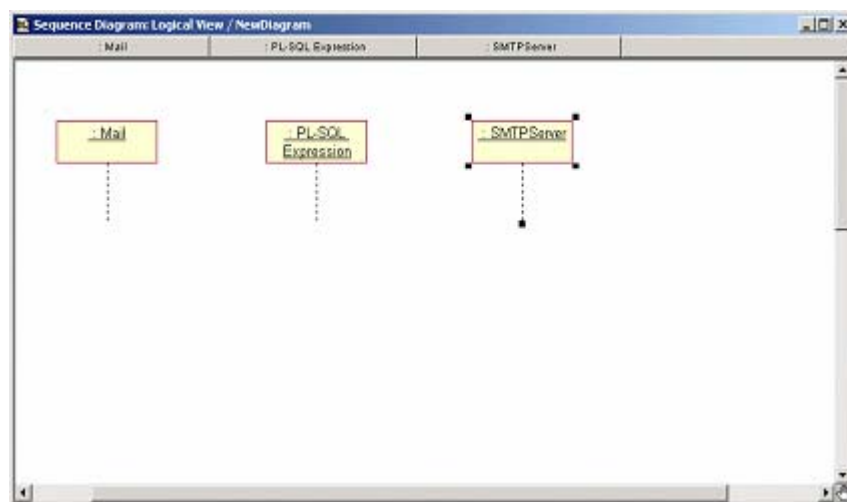 Sequence Diagram: Logical View / NewDiagram
: Mail
: PL-SQL Expression
: SMTPServer
: Mail
: PL-SQL
Expression
: SMTPServer